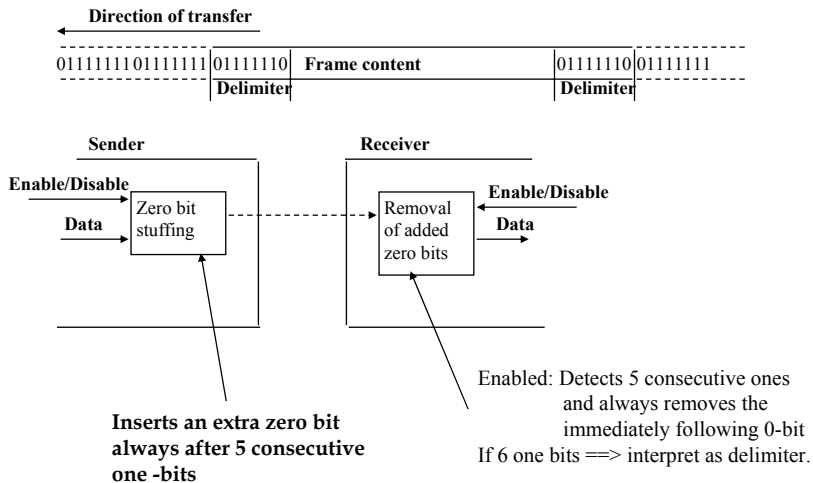 Direction of transfer
0111111101111111 01111110 Frame content 01111110 01111111
Delimiter Delimiter
Sender Receiver
Enable/Disable Enable/Disable
Zero bit
stuffing
Data
Removal
of added
zero bits
Data
Enabled: Detects 5 consecutive ones
and always removes the
immediately following 0-bit
If 6 one bits ==> interpret as delimiter.
Inserts an extra zero bit
always after 5 consecutive
one -bits